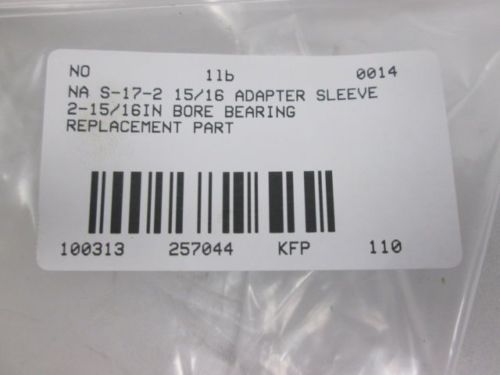 NO 1lb 0014
NA S-17-2 15/16 ADAPTER SLEEVE
2-15/16IN BORE BEARING
REPLACEMENT PART
100313 257044 KFP 110